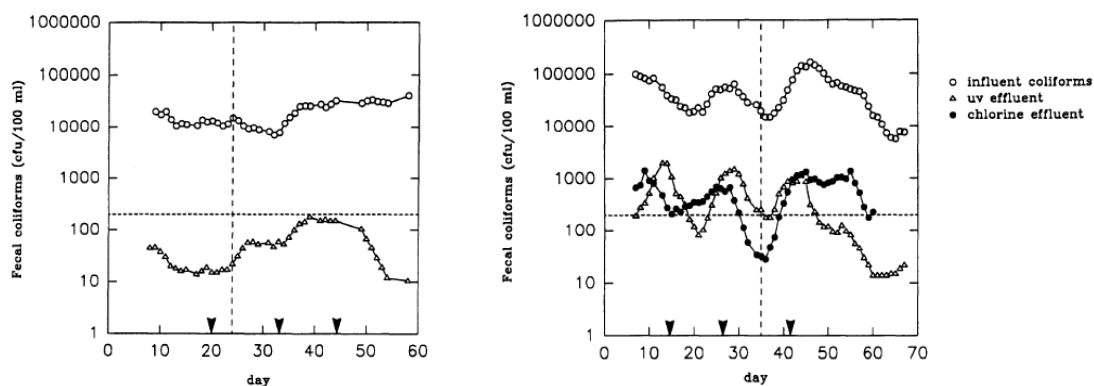 1000000
100000
10000
1000
100
10
1
Fecal coliforms (cfu/100 ml)
0 10 20 30 40 50 60
day
1000000
100000
10000
1000
100
10
1
Fecal coliforms (cfu/100 ml)
0 10 20 30 40 50 60 70
day
influent coliforms
uv effluent
chlorine effluent